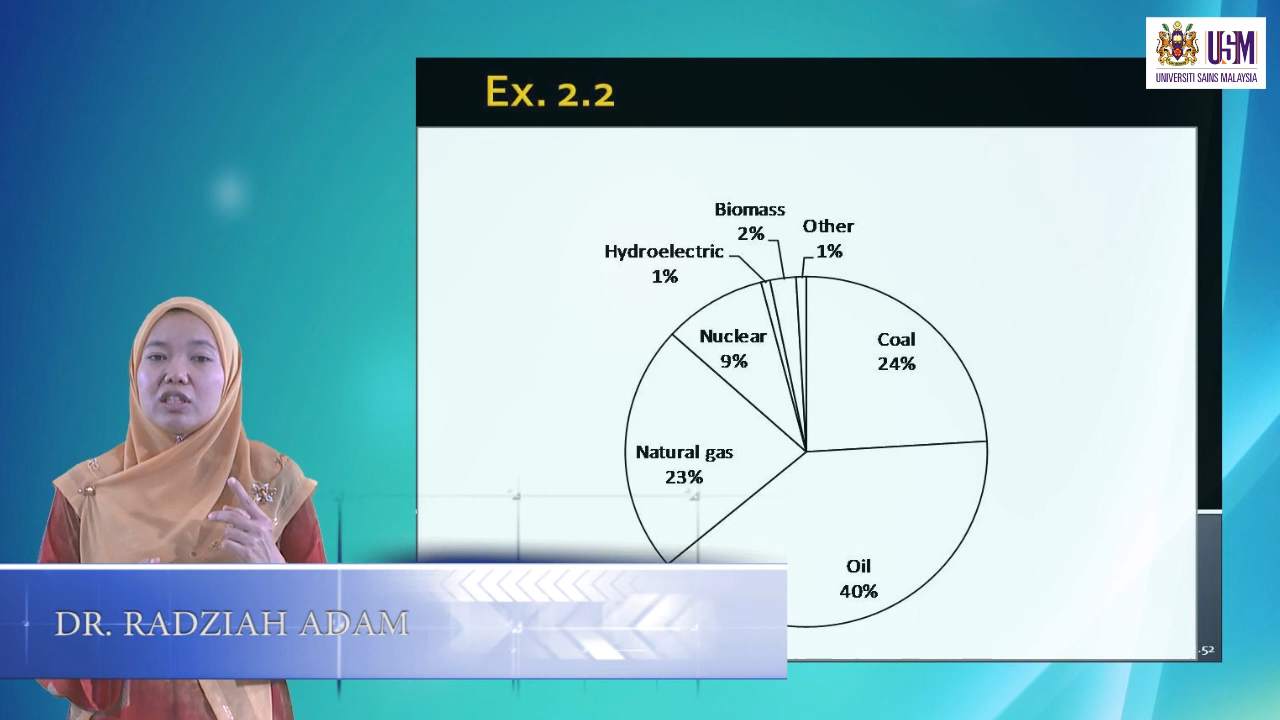 USM
UNIVERSITI SAINS MALAYSIA
Ex. 2.2
Biomass
2%
Other
1%
Hydroelectric
1%
Nuclear
9%
Coal
24%
Natural gas
23%
Oil
40%
DR. RADZIAH ADAM
.52